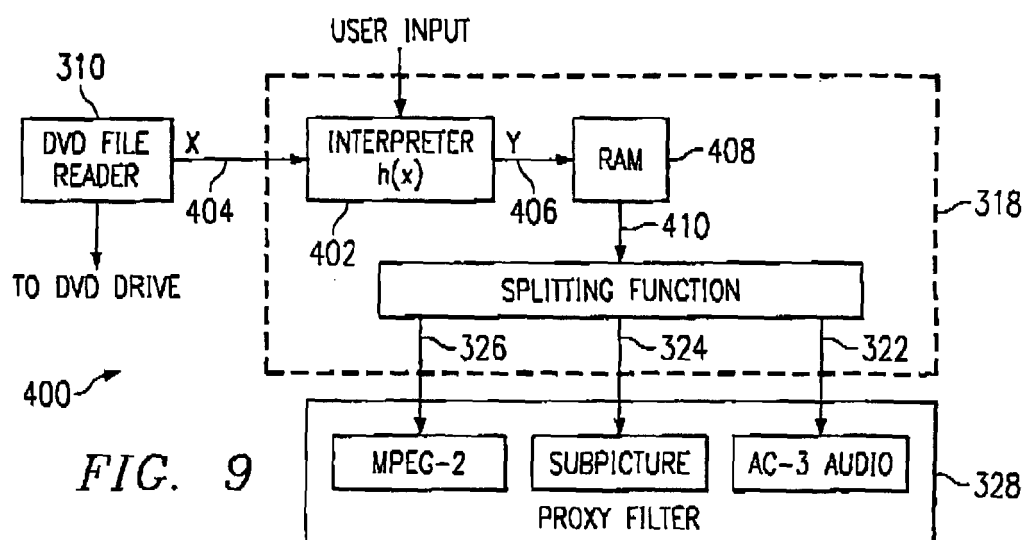 USER INPUT
310
DVD FILE
READER
X
404
INTERPRETER
h(x)
402
Y
406
RAM
408
318
410
TO DVD DRIVE
SPLITTING FUNCTION
326
324
322
400
FIG. 9
MPEG-2
SUBPICTURE
AC-3 AUDIO
328
PROXY FILTER